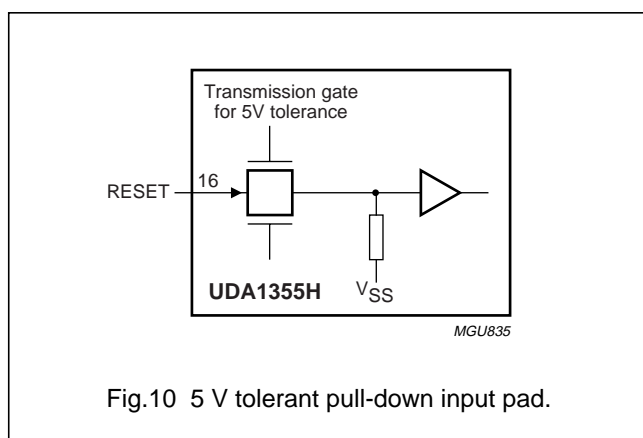 Transmission gate
for 5V tolerance
RESET 16
UDA1355H
VSS
MGU835
Fig.10 5 V tolerant pull-down input pad.